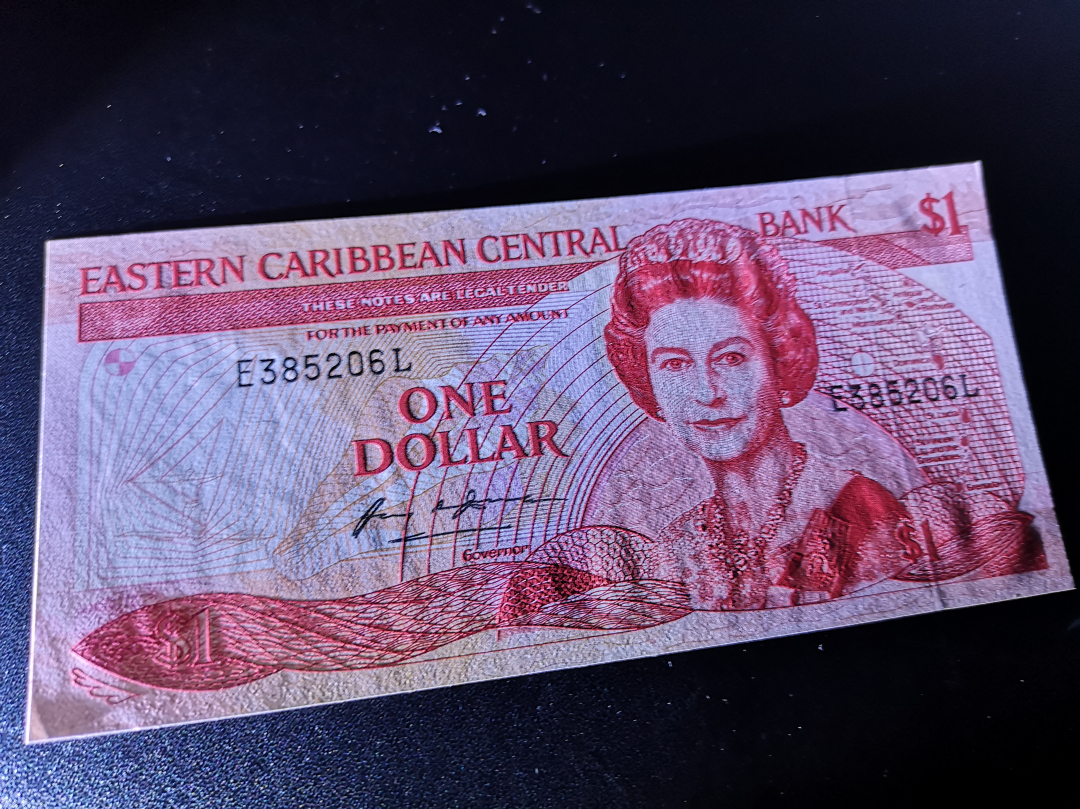 EASTERN CARIBBEAN CENTRAL BANK $1
THESE NOTES ARE LEGAL TENDER
FOR THE PAYMENT OF ANY AMOUNT
E385206L
E385206L
ONE
DOLLAR
Governor
$1
$1